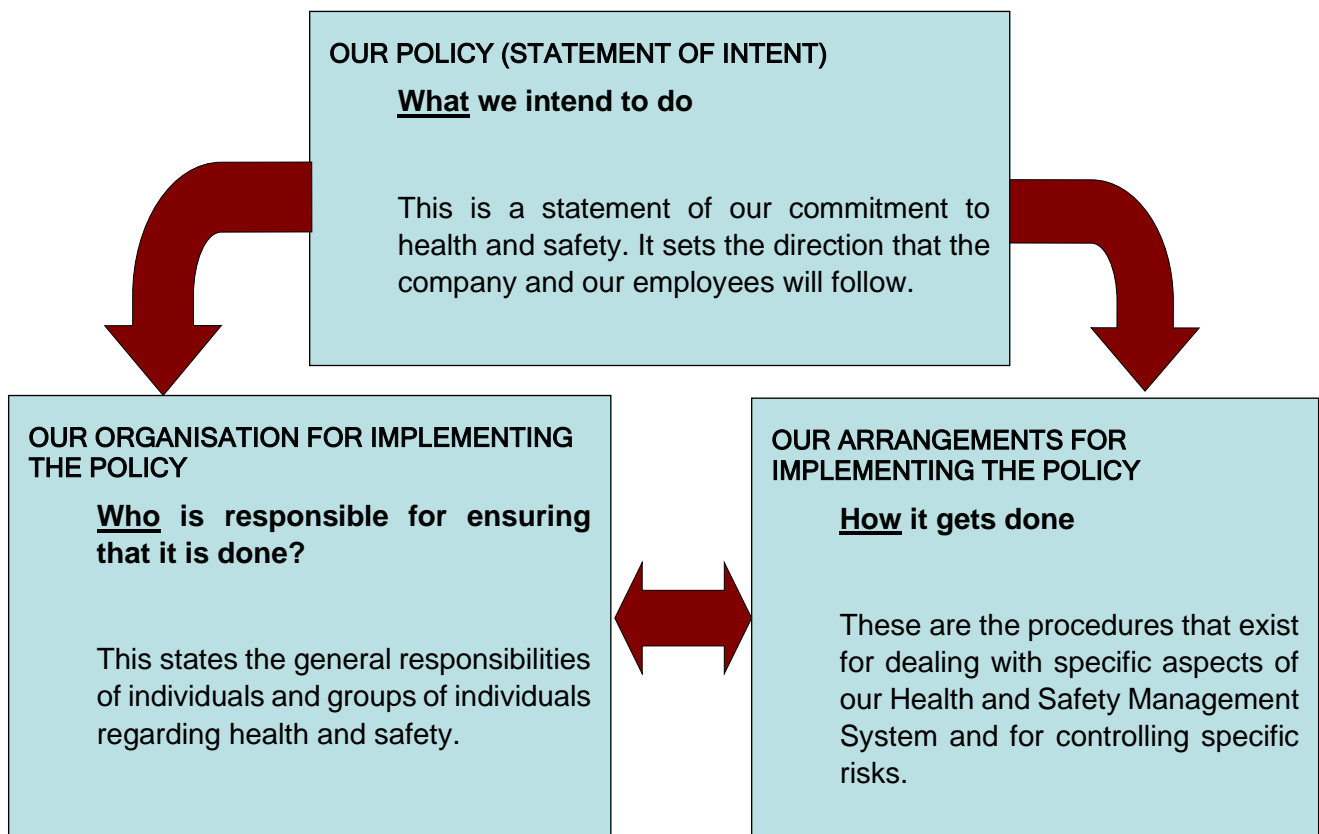 OUR POLICY (STATEMENT OF INTENT)
What we intend to do
This is a statement of our commitment to
health and safety. It sets the direction that the
company and our employees will follow.
OUR ORGANISATION FOR IMPLEMENTING
THE POLICY
Who is responsible for ensuring
that it is done?
This states the general responsibilities
of individuals and groups of individuals
regarding health and safety.
OUR ARRANGEMENTS FOR
IMPLEMENTING THE POLICY
How it gets done
These are the procedures that exist
for dealing with specific aspects of
our Health and Safety Management
System and for controlling specific
risks.